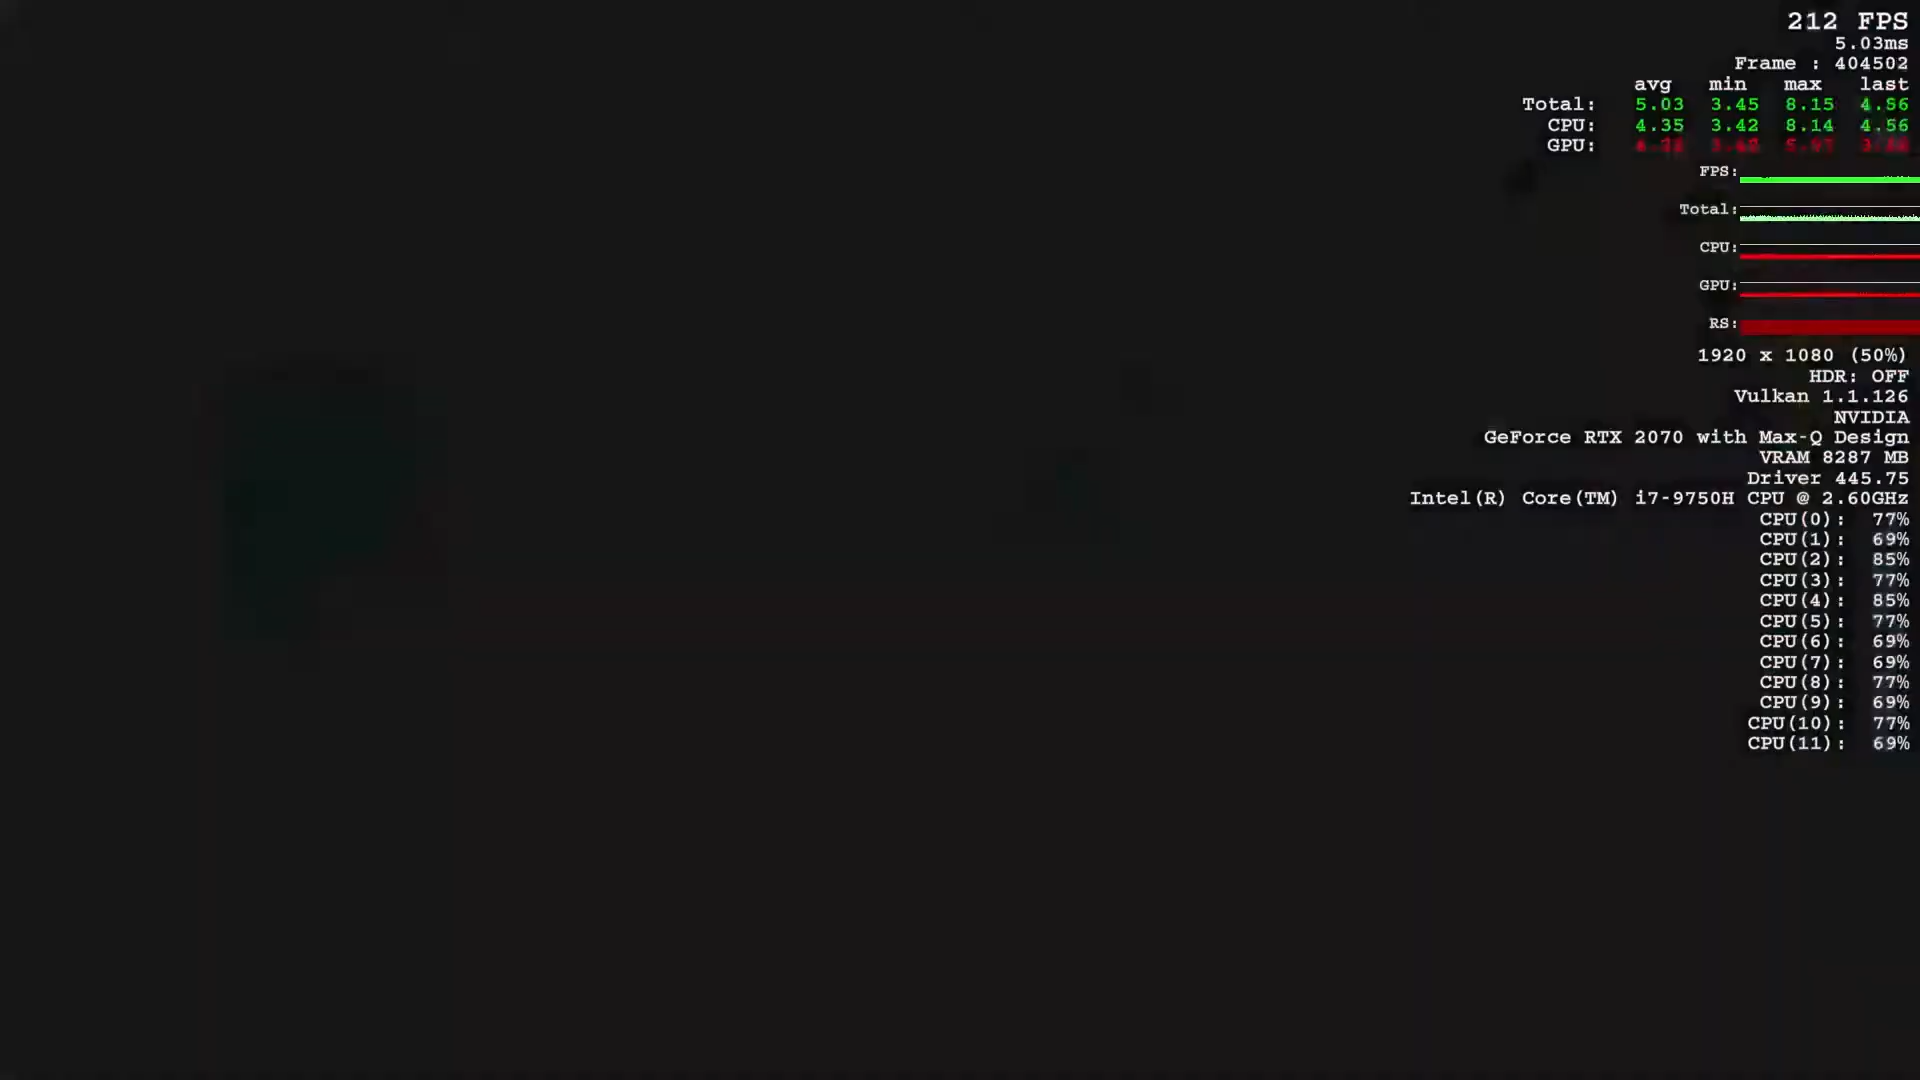 212 FPS
5.03ms
Frame : 404502
avg min max last
Total: 5.03 3.45 8.15 4.56
CPU: 4.35 3.42 8.14 4.56
GPU:
FPS:
Total:
CPU:
GPU:
RS:
1920 x 1080 (50%)
HDR: OFF
Vulkan 1.1.126
NVIDIA
GeForce RTX 2070 with Max-Q Design
VRAM 8287 MB
Driver 445.75
Intel(R) Core(TM) i7-9750H CPU @ 2.60GHz
CPU(0): 77%
CPU(1): 69%
CPU(2): 85%
CPU(3): 77%
CPU(4): 85%
CPU(5): 77%
CPU(6): 69%
CPU(7): 69%
CPU(8): 77%
CPU(9): 69%
CPU(10): 77%
CPU(11): 69%